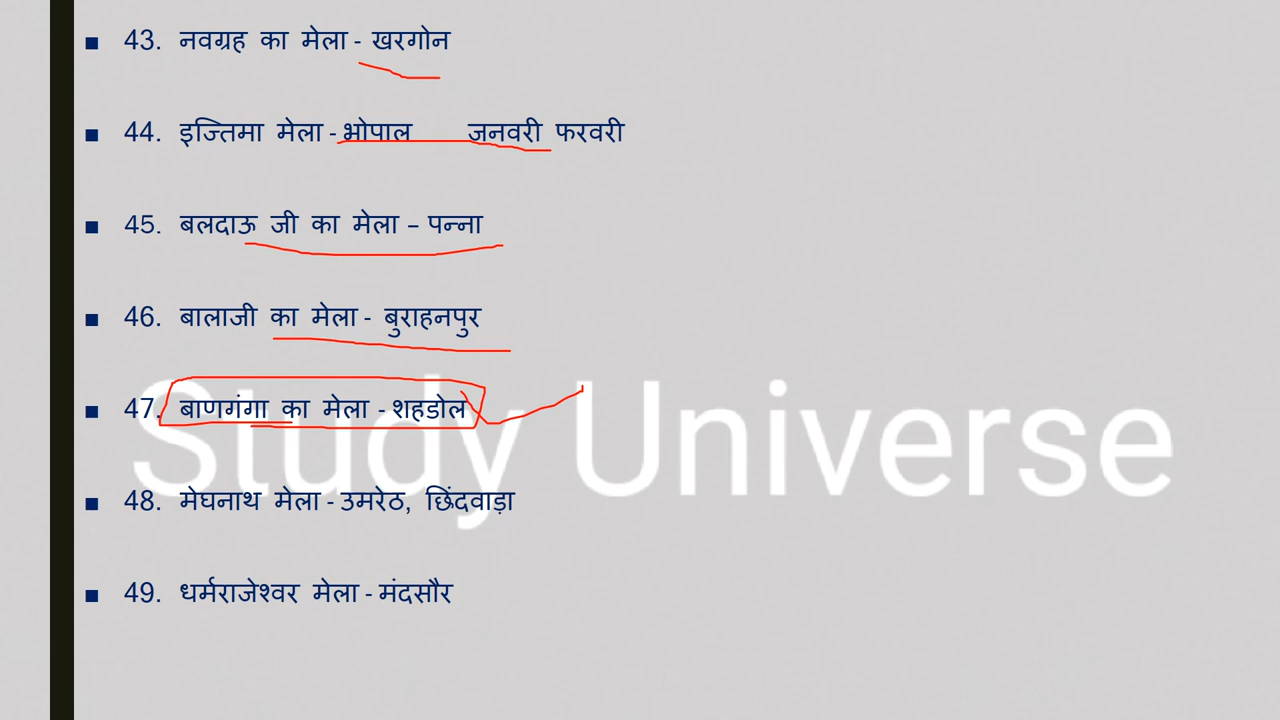 ▪ 43. नवग्रह का मेला - खरगोन
▪ 44. इज्तिमा मेला - भोपाल जनवरी फरवरी
▪ 45. बलदाऊ जी का मेला – पन्ना
▪ 46. बालाजी का मेला - बुराहनपुर
▪ 47. बाणगंगा का मेला - शहडोल
Study Universe
▪ 48. मेघनाथ मेला - उमरेठ, छिंदवाड़ा
▪ 49. धर्मराजेश्वर मेला - मंदसौर